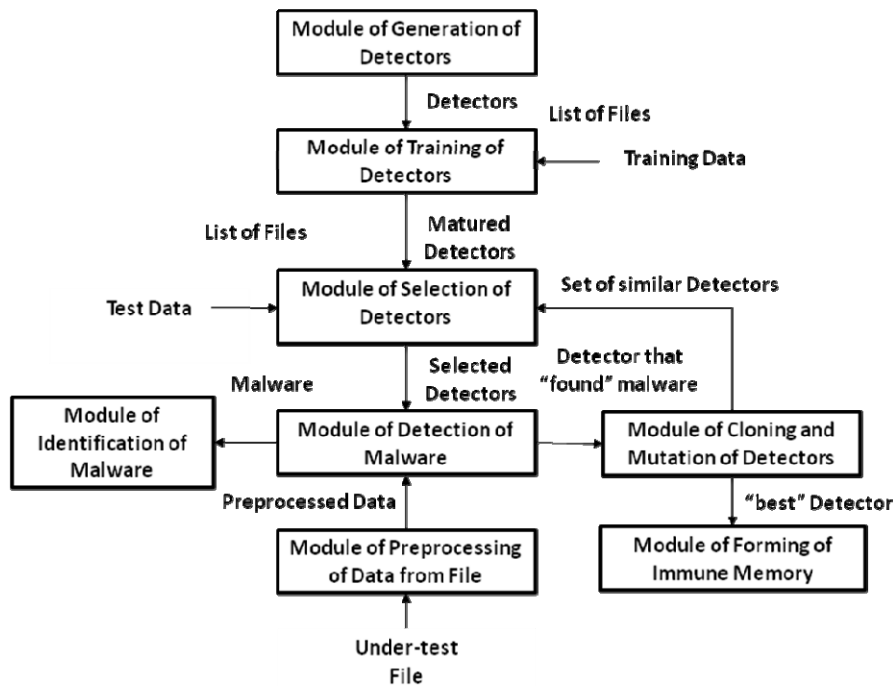 Module of Generation of
Detectors
Detectors
List of Files
Module of Training of
Detectors
Training Data
List of Files
Matured
Detectors
Module of Selection of
Detectors
Set of similar Detectors
Test Data
Malware
Selected
Detectors
Detector that
"found" malware
Module of
Identification of
Malware
Module of Detection of
Malware
Module of Cloning and
Mutation of Detectors
Preprocessed Data
"best" Detector
Module of Preprocessing
of Data from File
Module of Forming of
Immune Memory
Under-test
File